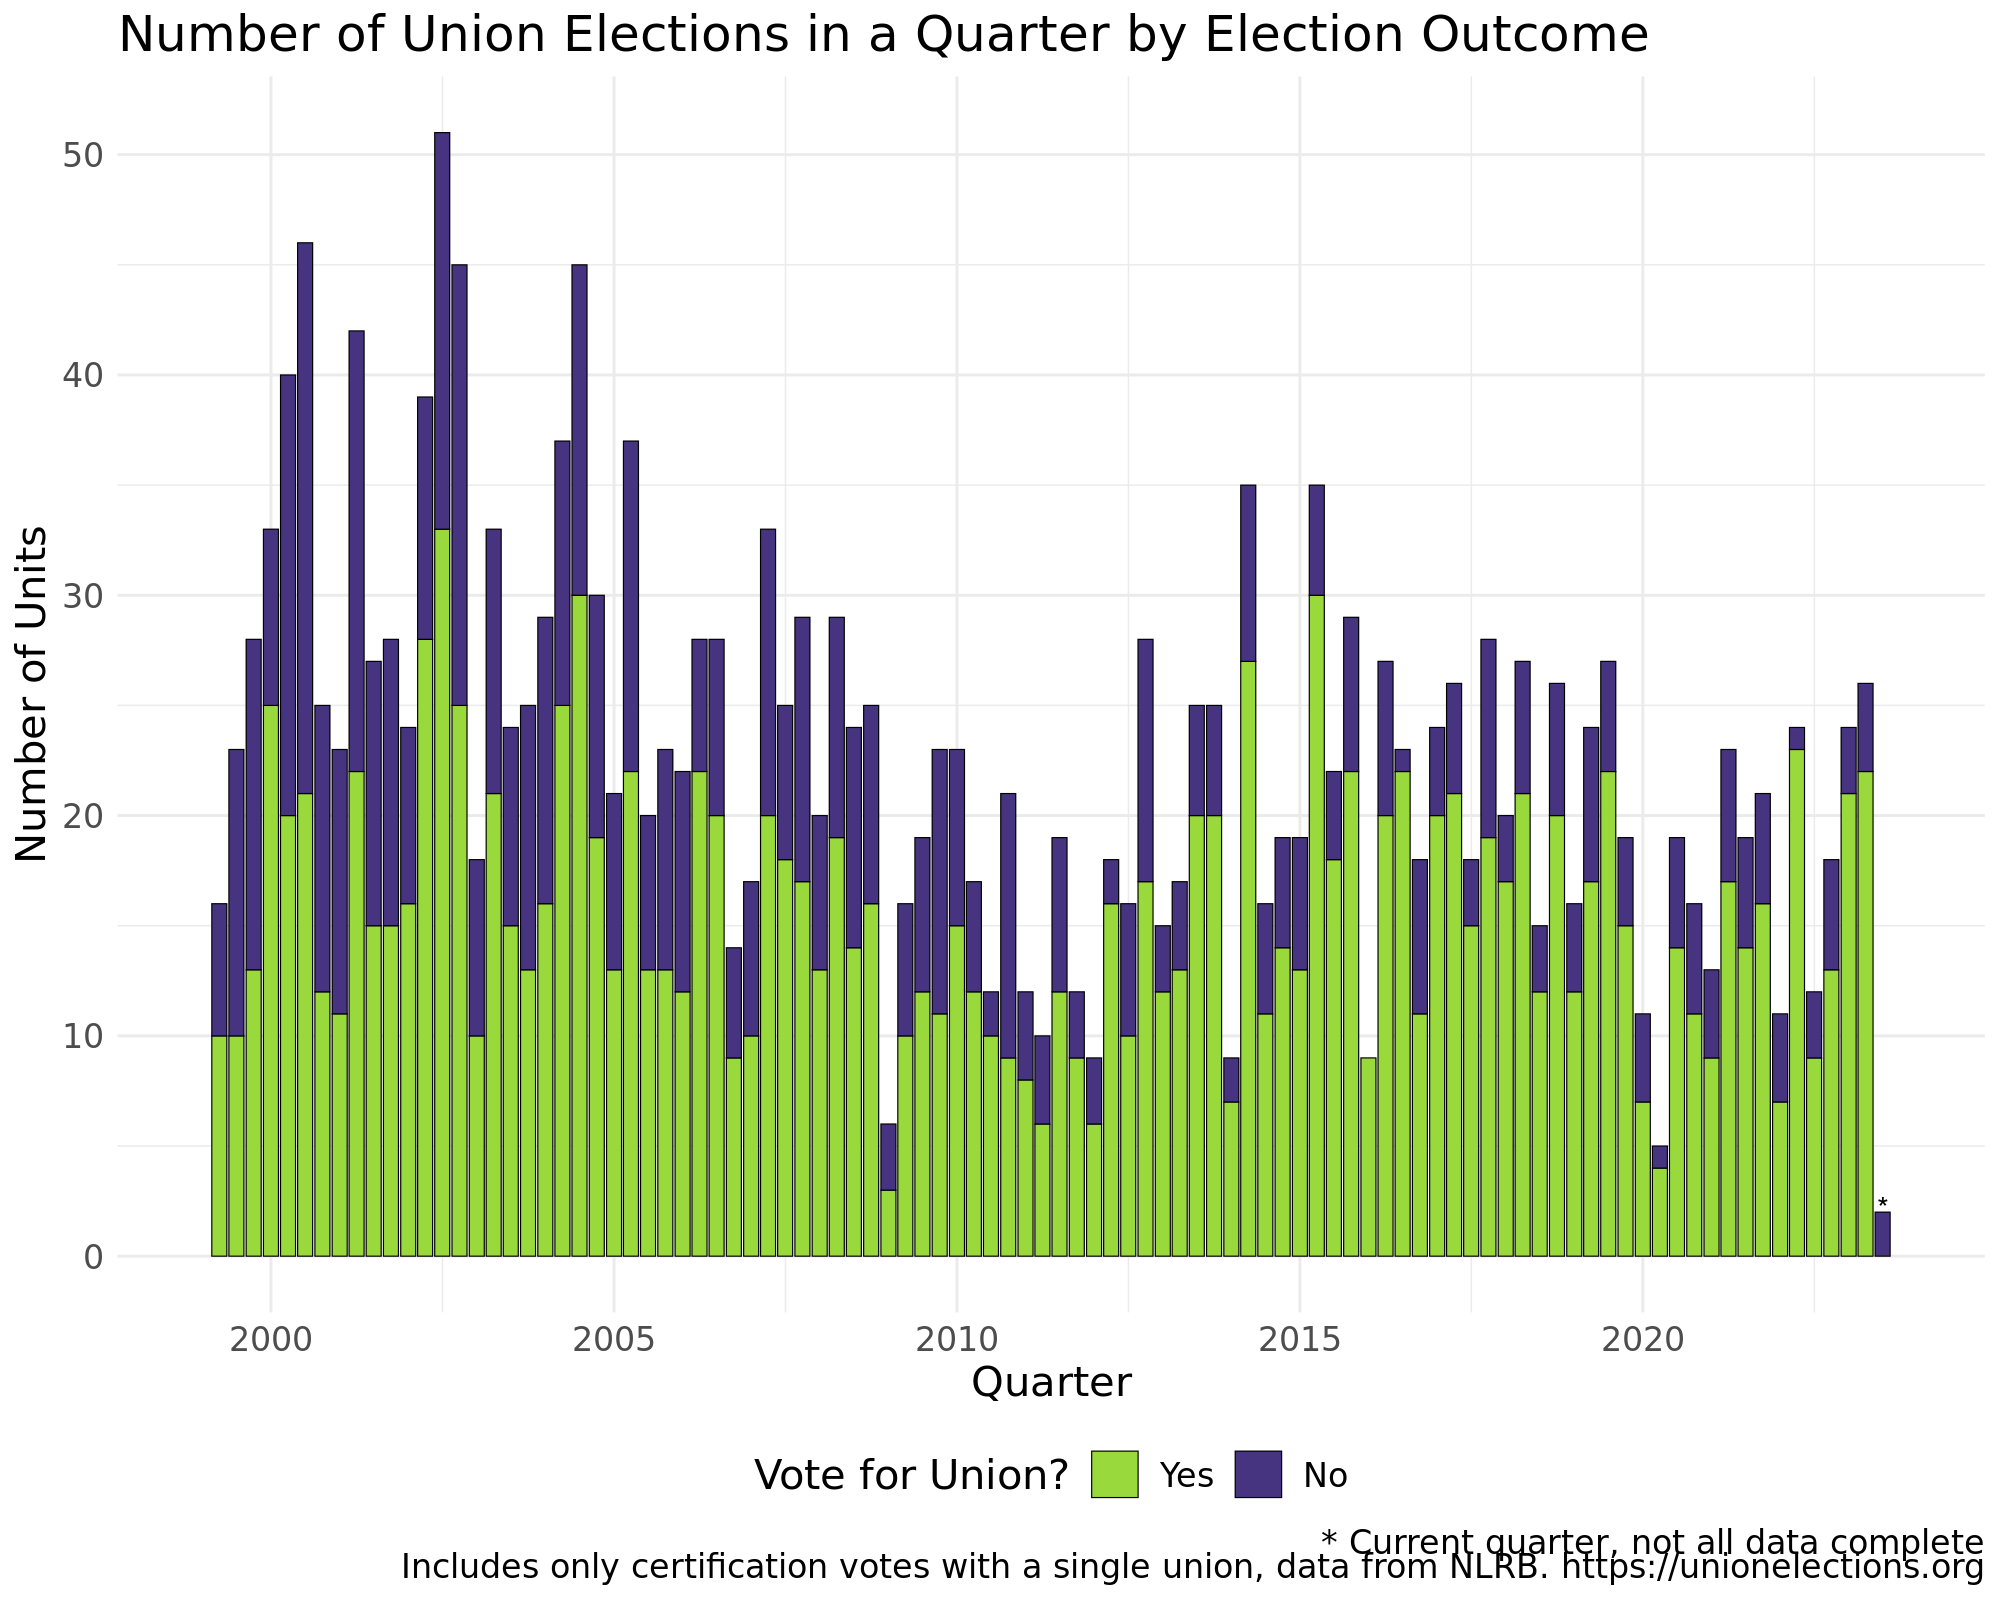 Number of Union Elections in a Quarter by Election Outcome
Number of Units
50
40
30
20
10
0
*
2000 2005 2010 2015 2020
Quarter
Vote for Union? Yes No
* Current quarter, not all data complete
Includes only certification votes with a single union, data from NLRB. https://unionelections.org